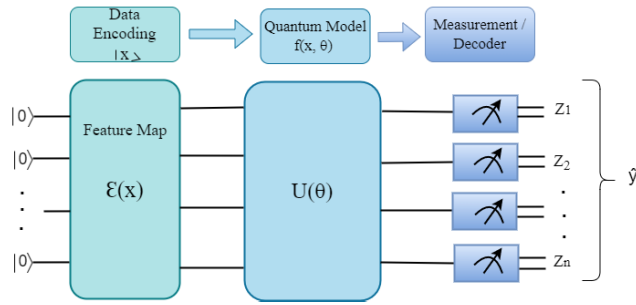 Data
Encoding
|x>
Quantum Model
f(x, θ)
Measurement /
Decoder
|0⟩
|0⟩
|0⟩
Feature Map
Ɛ(x)
U(θ)
Z1
Z2
Zn
ŷ